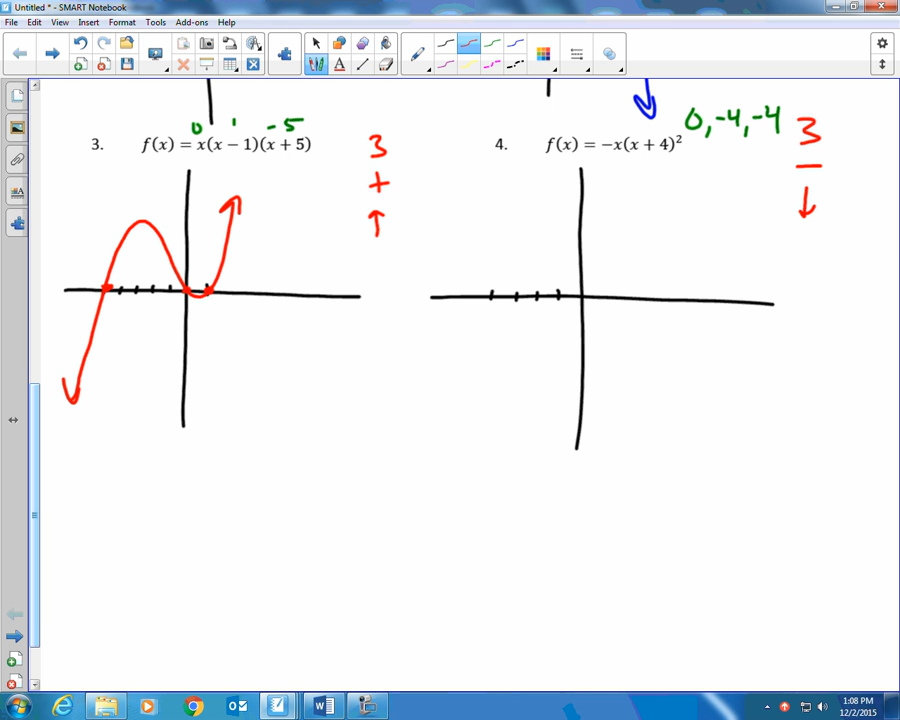 Untitled * - SMART Notebook
File Edit View Insert Format Tools Add-ons Help
0 1 -5
3. f(x) = x(x − 1)(x + 5)
3
+
↑
0, -4, -4
4. f(x) = −x(x + 4)²
3
—
↓
1:08 PM
12/2/2015